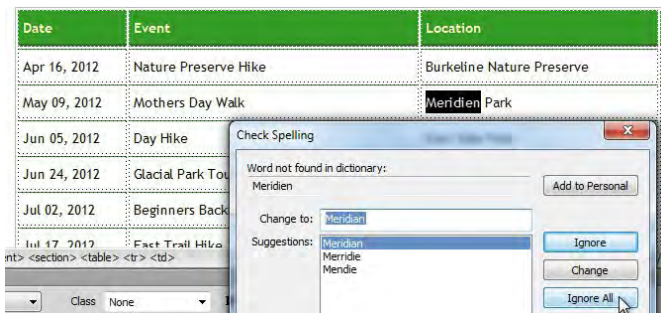 Date Event Location
Apr 16, 2012 Nature Preserve Hike Burkeline Nature Preserve
May 09, 2012 Mothers Day Walk Meridien Park
Jun 05, 2012 Day Hike
Jun 24, 2012 Glacial Park Tou
Jul 02, 2012 Beginners Back
Jul 17, 2012 East Trail Hike
nt> <section> <table> <tr> <td>
Class None
Check Spelling
Word not found in dictionary:
Meridien Add to Personal
Change to: Meridian
Suggestions: Meridian Ignore
Merridie
Mendie Change
Ignore All